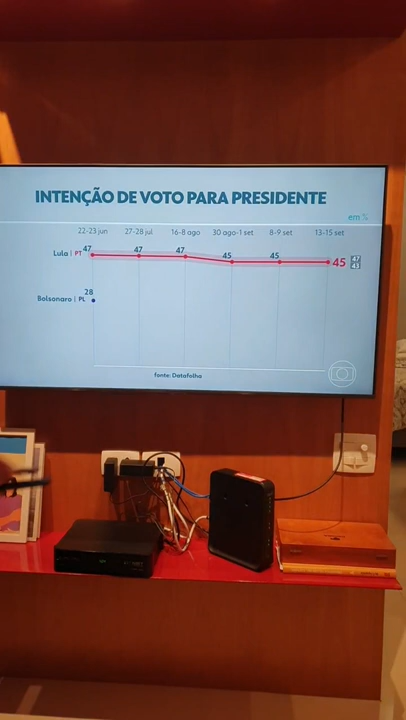 INTENÇÃO DE VOTO PARA PRESIDENTE
em %
22-23 jun 27-28 jul 16-8 ago 30 ago-1 set 8-9 set 13-15 set
47 47 47 45 45
Lula | PT 45 47
43
28
Bolsonaro | PL
fonte: Datafolha